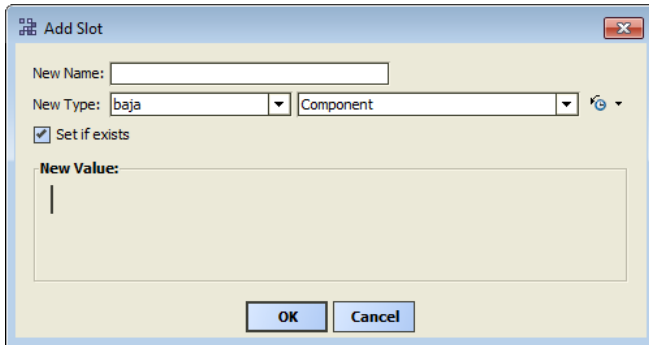 Add Slot
New Name:
New Type: baja Component
Set if exists
New Value:
OK Cancel